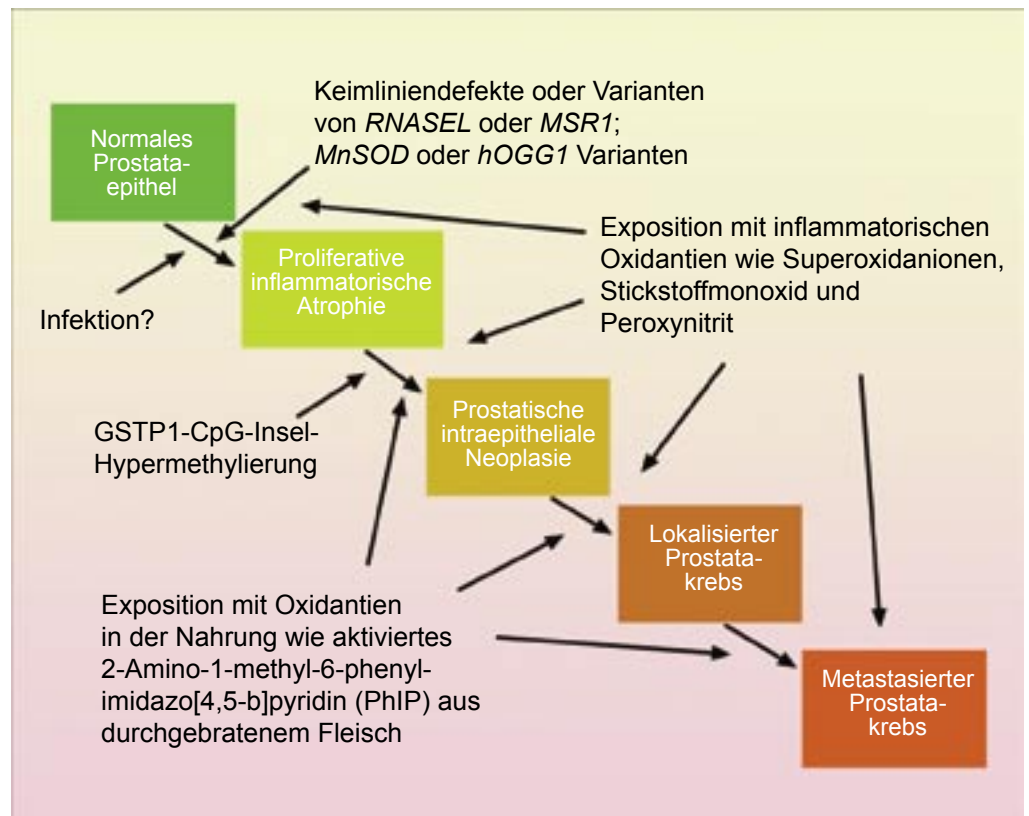 Normales
Prostata-
epithel
Keimliniendefekte oder Varianten
von RNASEL oder MSR1;
MnSOD oder hOGG1 Varianten
Proliferative
inflammatorische
Atrophie
Exposition mit inflammatorischen
Oxidantien wie Superoxidanionen,
Stickstoffmonoxid und
Peroxynitrit
Infektion?
GSTP1-CpG-Insel-
Hypermethylierung
Prostatische
intraepitheliale
Neoplasie
Lokalisierter
Prostata-
krebs
Exposition mit Oxidantien
in der Nahrung wie aktiviertes
2-Amino-1-methyl-6-phenyl-
imidazo[4,5-b]pyridin (PhIP) aus
durchgebratenem Fleisch
Metastasierter
Prostata-
krebs